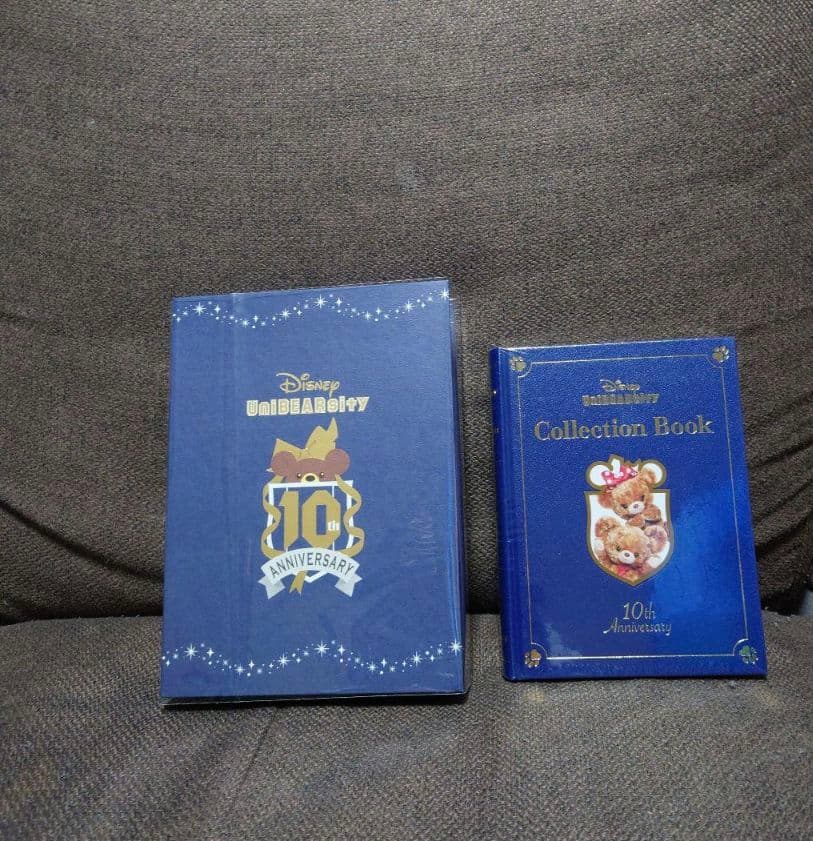 Disney
UniBEARsity
10th
ANNIVERSARY
Disney
UniBEARsity
Collection Book
10th
Anniversary